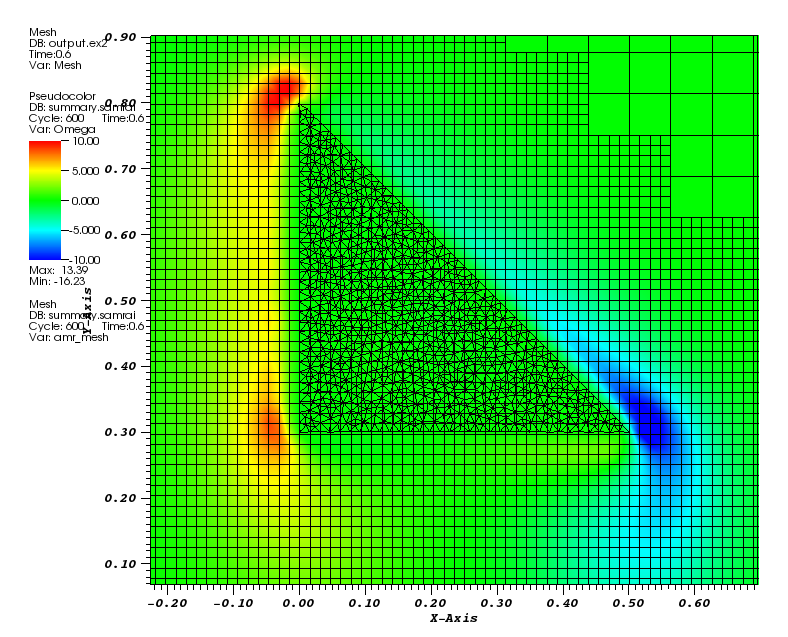 Mesh
DB: output.ex2
Time:0.6
Var: Mesh
Pseudocolor
DB: summary.samrai
Cycle: 600 Time:0.6
Var: Omega
10.00
5.000
0.000
-5.000
-10.00
Max: 13.39
Min: -16.23
Mesh
DB: summary.samrai
Cycle: 600 Time:0.6
Var: amr_mesh
Y-Axis
0.90
0.80
0.70
0.60
0.50
0.40
0.30
0.20
0.10
-0.20 -0.10 0.00 0.10 0.20 0.30 0.40 0.50 0.60
X-Axis